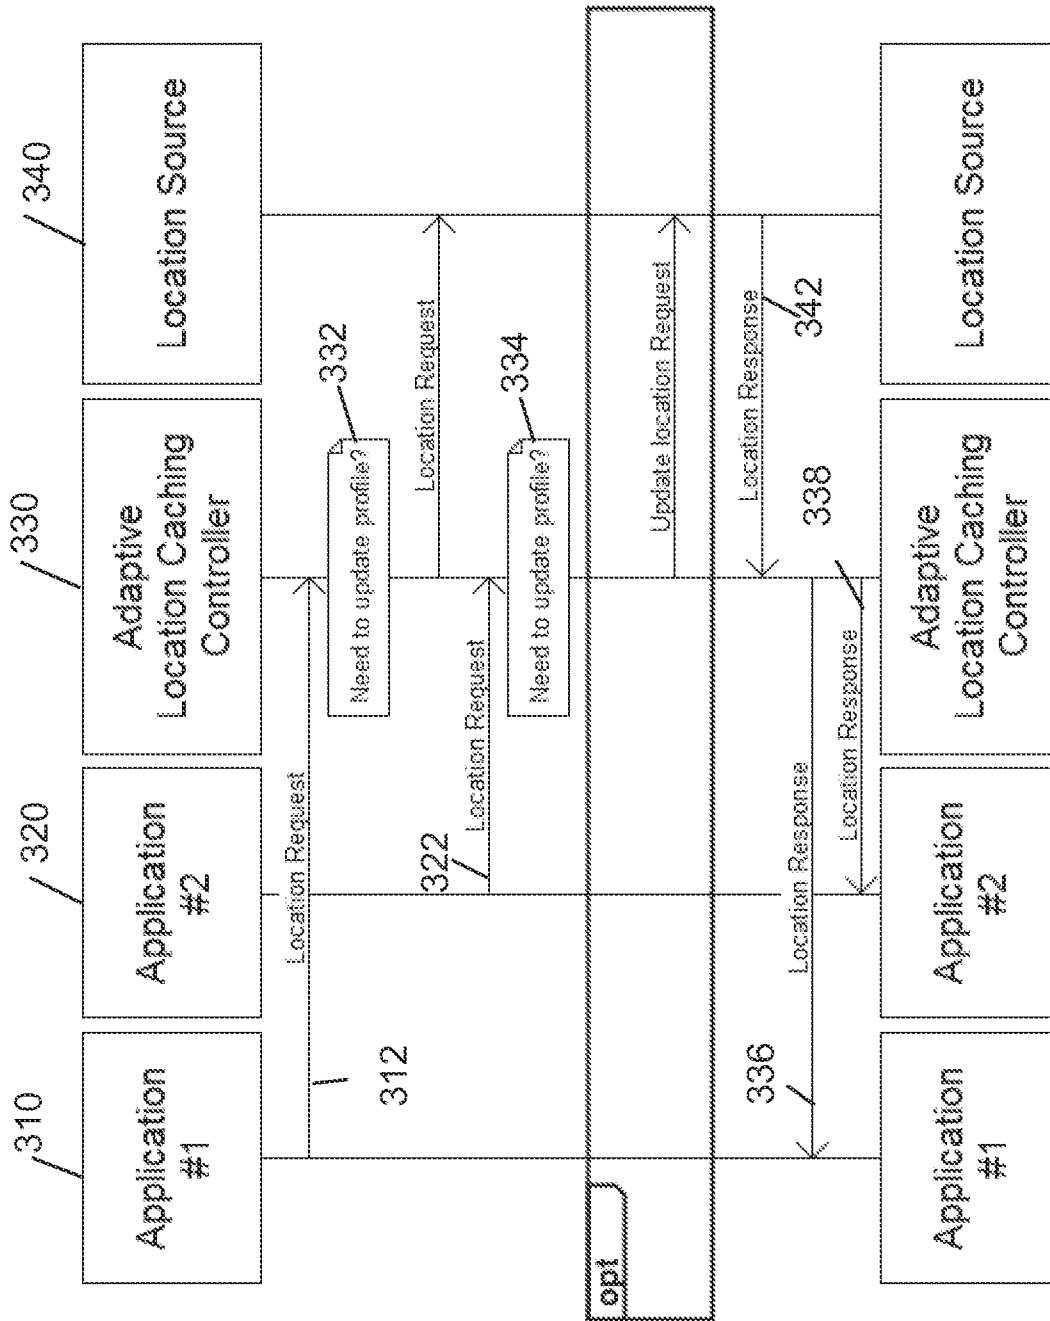 310
320
330
340
Application
#1
Application
#2
Adaptive
Location Caching
Controller
Location Source
Location Request
312
Need to update profile?
332
Location Request
322
Location Request
Need to update profile?
334
opt
Update location Request
Location Response
342
Location Response
336
Location Response
338
Application
#1
Application
#2
Adaptive
Location Caching
Controller
Location Source